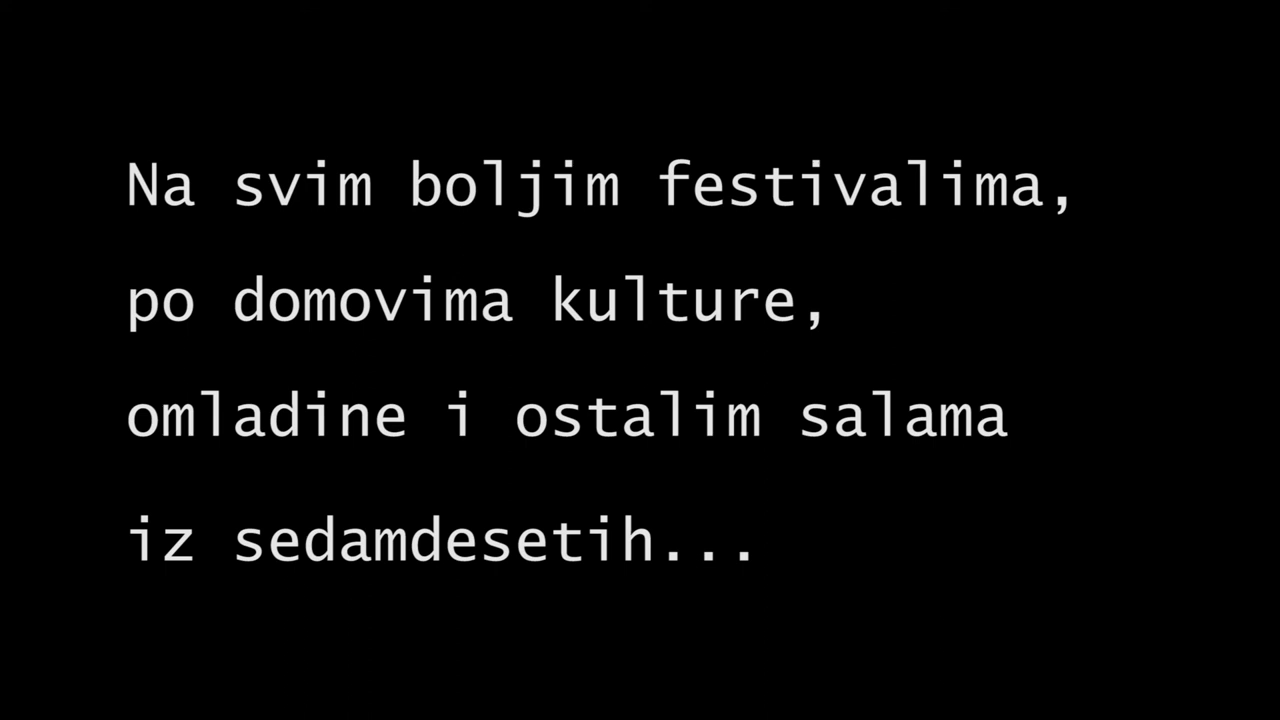 Na svim boljim festivalima,
po domovima kulture,
omladine i ostalim salama
iz sedamdesetih...